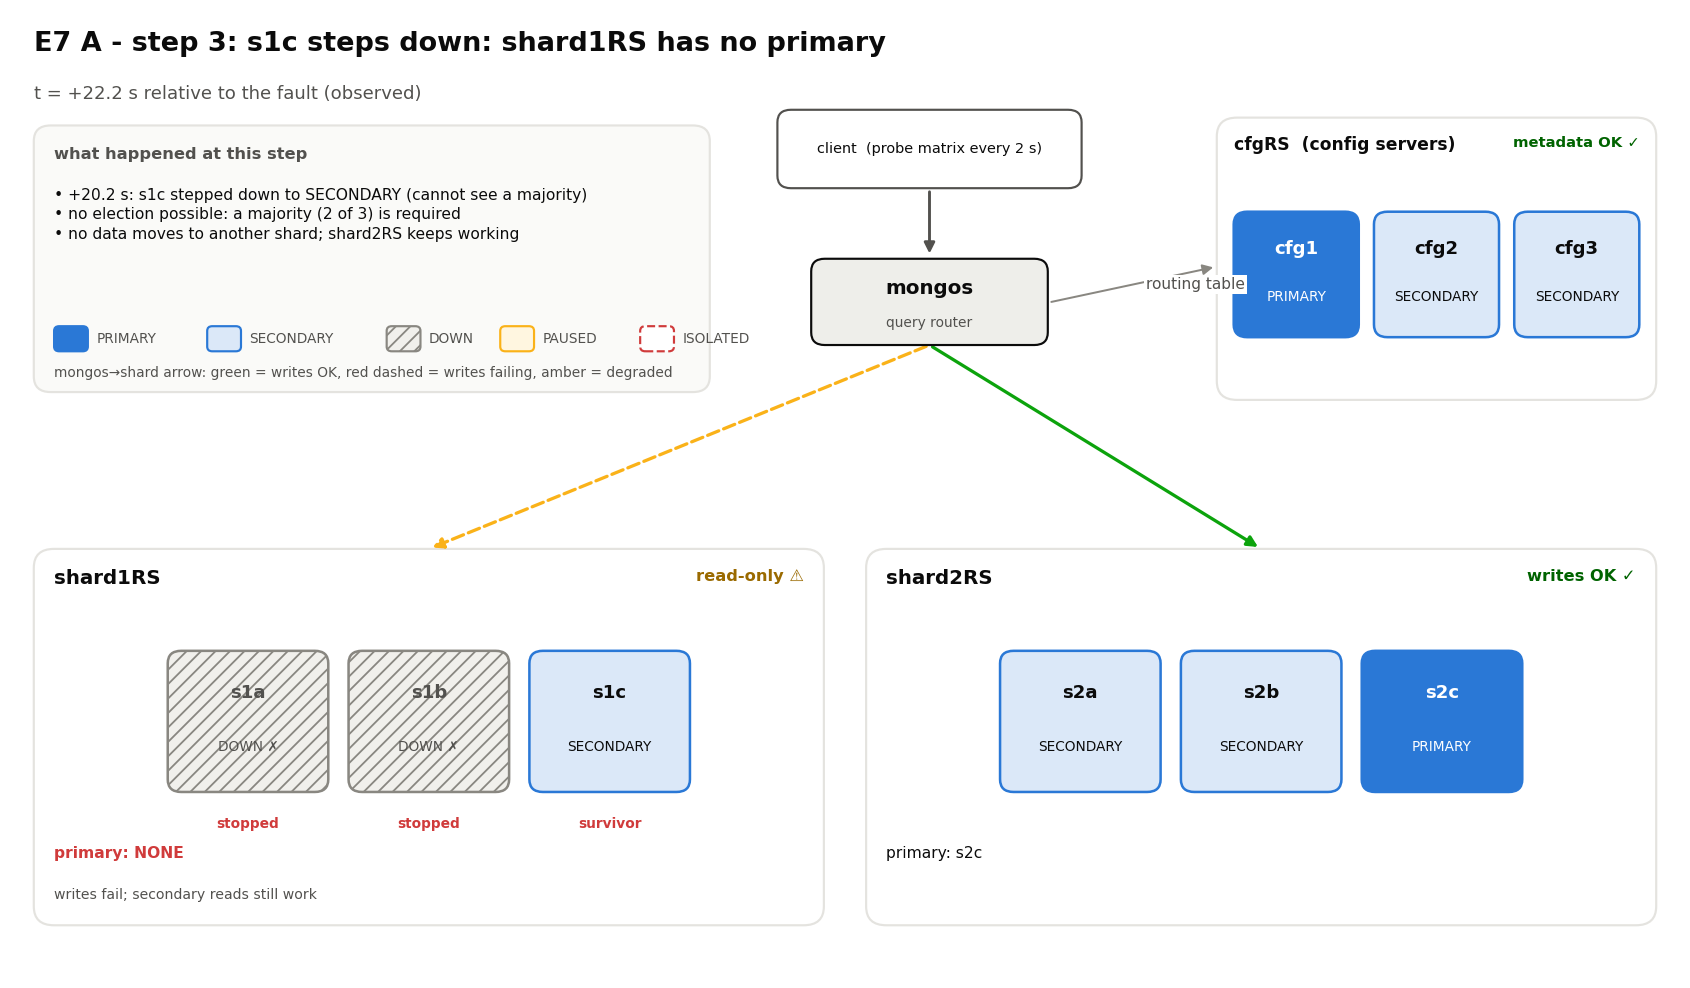 E7 A - step 3: s1c steps down: shard1RS has no primary
t = +22.2 s relative to the fault (observed)
what happened at this step
• +20.2 s: s1c stepped down to SECONDARY (cannot see a majority)
• no election possible: a majority (2 of 3) is required
• no data moves to another shard; shard2RS keeps working
PRIMARY SECONDARY DOWN PAUSED ISOLATED
mongos→shard arrow: green = writes OK, red dashed = writes failing, amber = degraded
client (probe matrix every 2 s)
mongos
query router
routing table
cfgRS (config servers) metadata OK ✓
cfg1 cfg2 cfg3
PRIMARY SECONDARY SECONDARY
shard1RS read-only ⚠
s1a s1b s1c
DOWN ✗ DOWN ✗ SECONDARY
stopped stopped survivor
primary: NONE
writes fail; secondary reads still work
shard2RS writes OK ✓
s2a s2b s2c
SECONDARY SECONDARY PRIMARY
primary: s2c